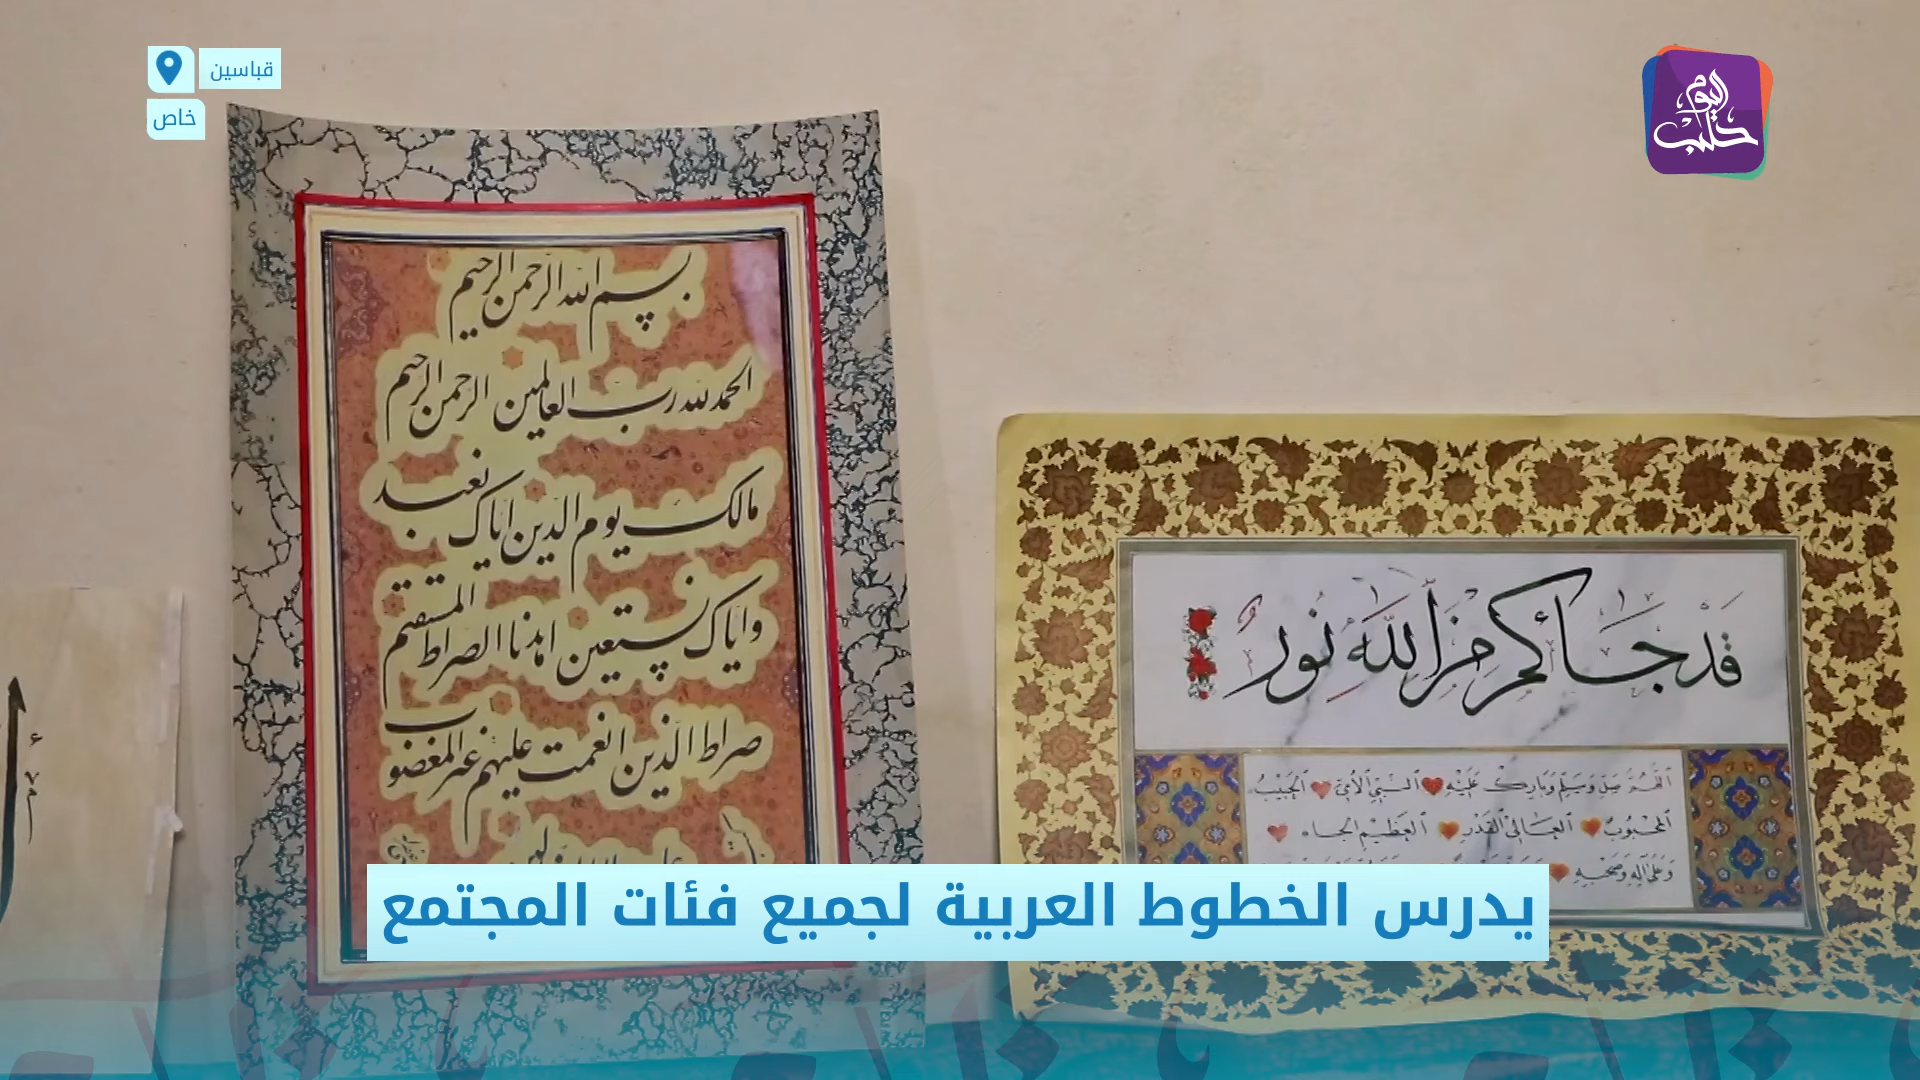 قباسين
خاص
حلب اليوم
بسم الله الرحمن الرحيم
الحمد لله رب العالمين الرحمن الرحيم
مالك يوم الدين اياك نعبد
واياك نستعين اهدنا الصراط المستقيم
صراط الذين انعمت عليهم غير المغضوب
قد جاءكم من الله نور
اللهم صل وسلم وبارك عليه النبي الأمي الحبيب
المحبوب العالي القدر العظيم الجاه
وعلى آله وصحبه
يدرس الخطوط العربية لجميع فئات المجتمع